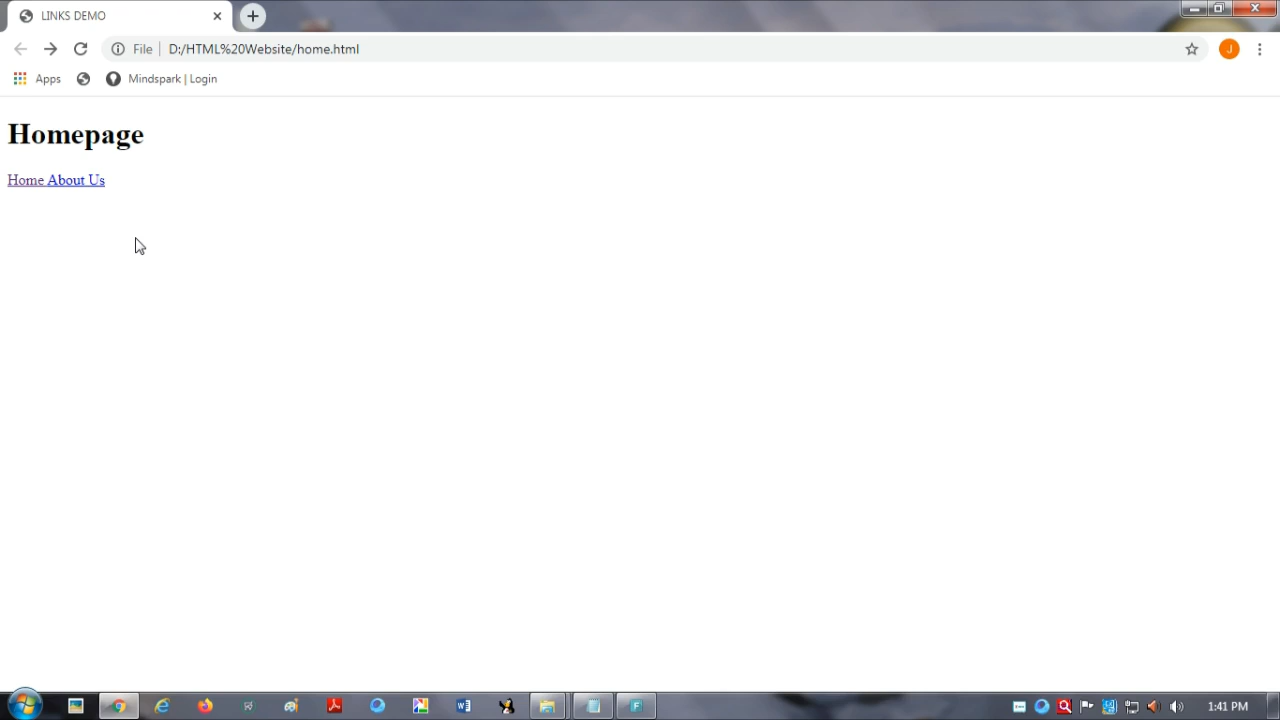 LINKS DEMO
File D:/HTML%20Website/home.html
J
Apps Mindspark | Login
Homepage
Home About Us
1:41 PM